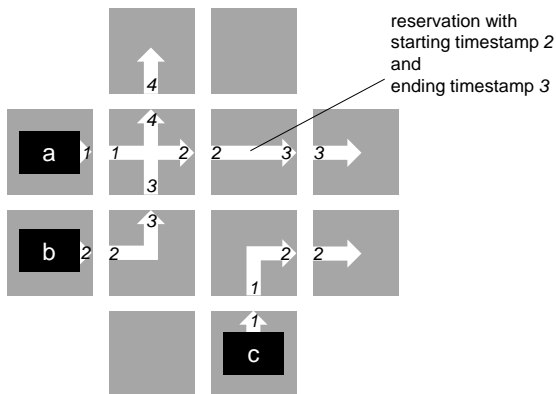 reservation with
starting timestamp 2
and
ending timestamp 3
4
4
a 1 1 2 2 3 3
3
3
b 2 2 2 2
1
1
c